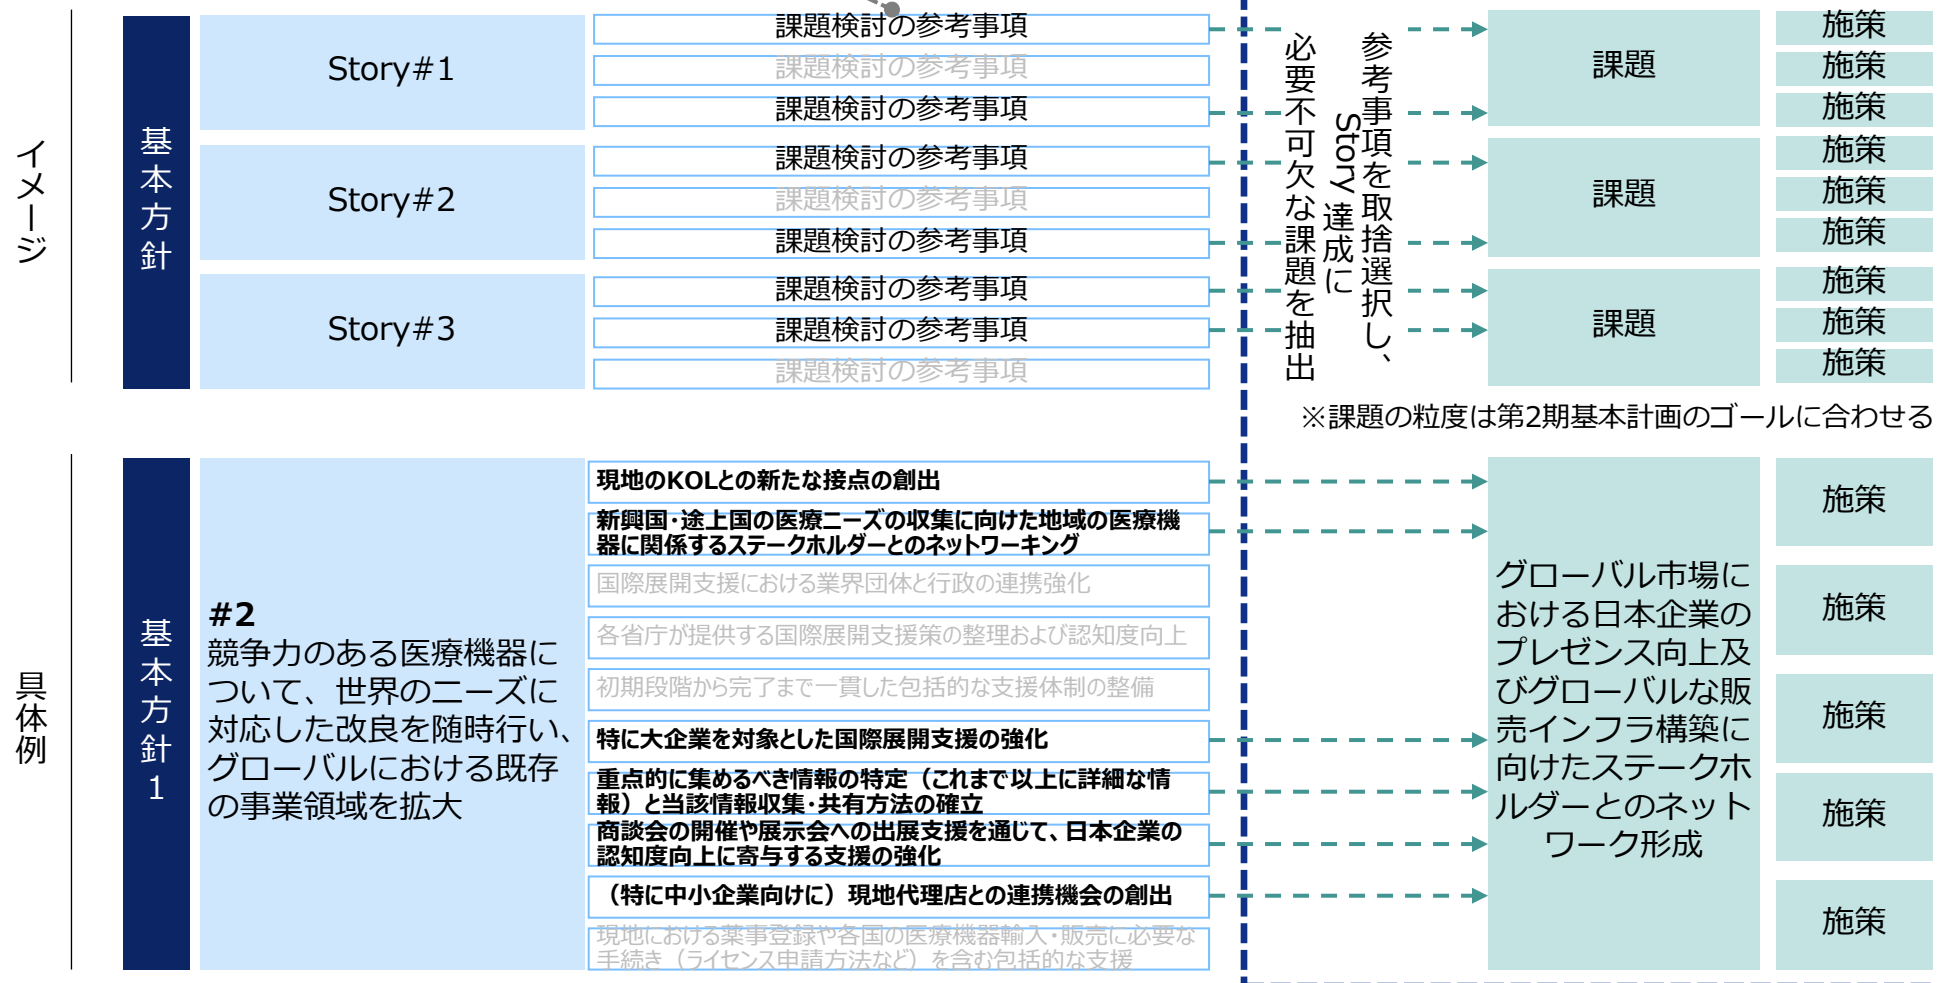 イメージ
基本方針
Story#1
課題検討の参考事項
課題検討の参考事項
課題検討の参考事項
Story#2
課題検討の参考事項
課題検討の参考事項
課題検討の参考事項
Story#3
課題検討の参考事項
課題検討の参考事項
課題検討の参考事項
参考事項を取捨選択し、
Story 達成に
必要不可欠な課題を抽出
課題
施策
施策
施策
課題
施策
施策
施策
課題
施策
施策
施策
※課題の粒度は第2期基本計画のゴールに合わせる
具体例
基本方針1
#2
競争力のある医療機器に
ついて、世界のニーズに
対応した改良を随時行い、
グローバルにおける既存
の事業領域を拡大
現地のKOLとの新たな接点の創出
新興国・途上国の医療ニーズの収集に向けた地域の医療機
器に関係するステークホルダーとのネットワーキング
国際展開支援における業界団体と行政の連携強化
各省庁が提供する国際展開支援策の整理および認知度向上
初期段階から完了まで一貫した包括的な支援体制の整備
特に大企業を対象とした国際展開支援の強化
重点的に集めるべき情報の特定（これまで以上に詳細な情
報）と当該情報収集・共有方法の確立
商談会の開催や展示会への出展支援を通じて、日本企業の
認知度向上に寄与する支援の強化
（特に中小企業向けに）現地代理店との連携機会の創出
現地における薬事登録や各国の医療機器輸入・販売に必要な
手続き（ライセンス申請方法など）を含む包括的な支援
グローバル市場に
おける日本企業の
プレゼンス向上及
びグローバルな販
売インフラ構築に
向けたステークホ
ルダーとのネット
ワーク形成
施策
施策
施策
施策
施策